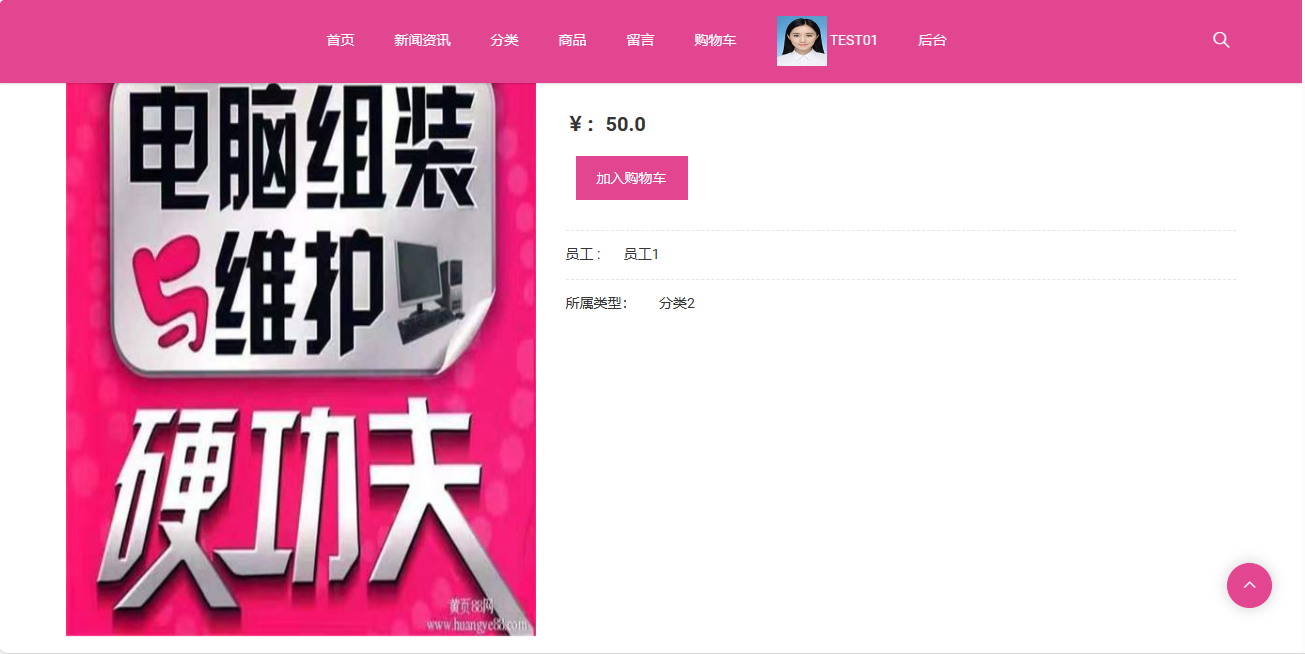 首页 新闻资讯 分类 商品 留言 购物车 TEST01 后台
电脑组装
与维护
硬功夫
黄页88网
www.huangye88.com
¥： 50.0
加入购物车
员工： 员工1
所属类型： 分类2